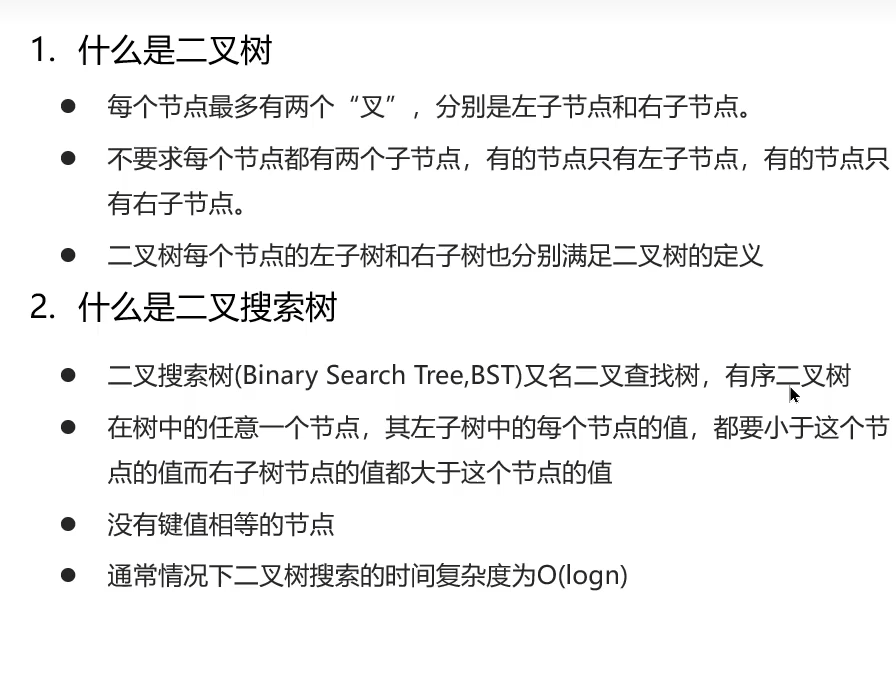 1. 什么是二叉树
● 每个节点最多有两个“叉”，分别是左子节点和右子节点。
● 不要求每个节点都有两个子节点，有的节点只有左子节点，有的节点只
有右子节点。
● 二叉树每个节点的左子树和右子树也分别满足二叉树的定义
2. 什么是二叉搜索树
● 二叉搜索树(Binary Search Tree,BST)又名二叉查找树，有序二叉树
● 在树中的任意一个节点，其左子树中的每个节点的值，都要小于这个节
点的值而右子树节点的值都大于这个节点的值
● 没有键值相等的节点
● 通常情况下二叉树搜索的时间复杂度为O(logn)